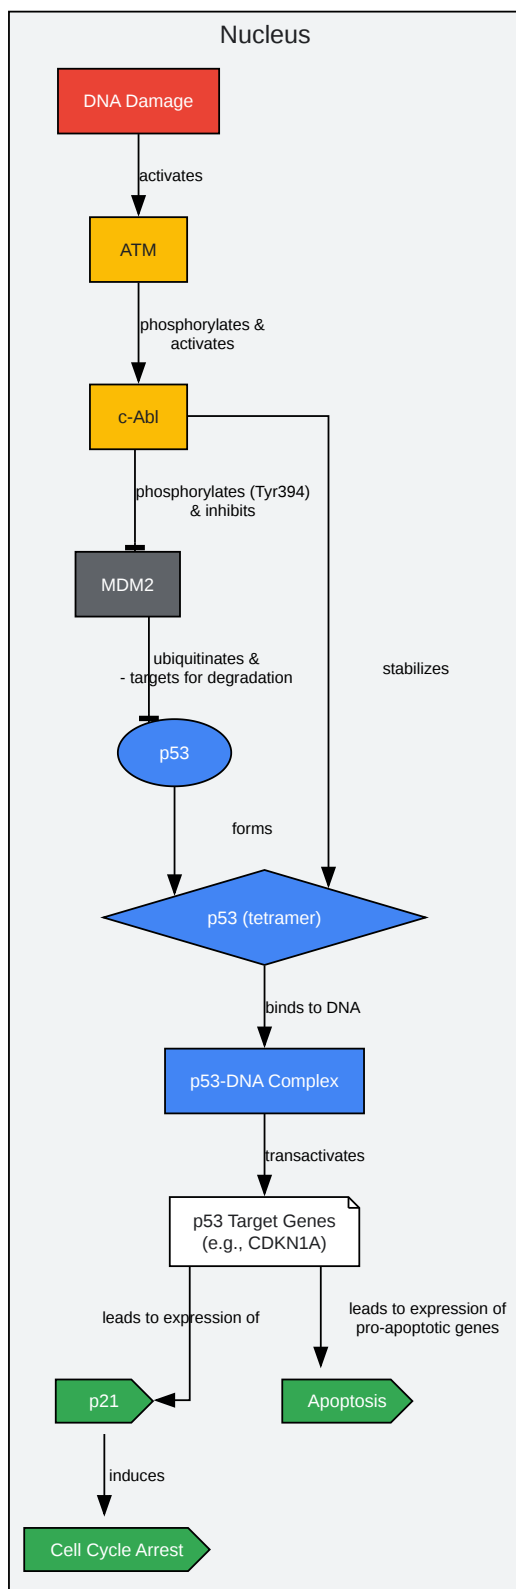 Nucleus
DNA Damage
activates
ATM
phosphorylates &
activates
c-Abl
phosphorylates (Tyr394)
& inhibits
MDM2
ubiquitinates &
- targets for degradation
stabilizes
p53
forms
p53 (tetramer)
binds to DNA
p53-DNA Complex
transactivates
p53 Target Genes
(e.g., CDKN1A)
leads to expression of
leads to expression of
pro-apoptotic genes
p21
Apoptosis
induces
Cell Cycle Arrest